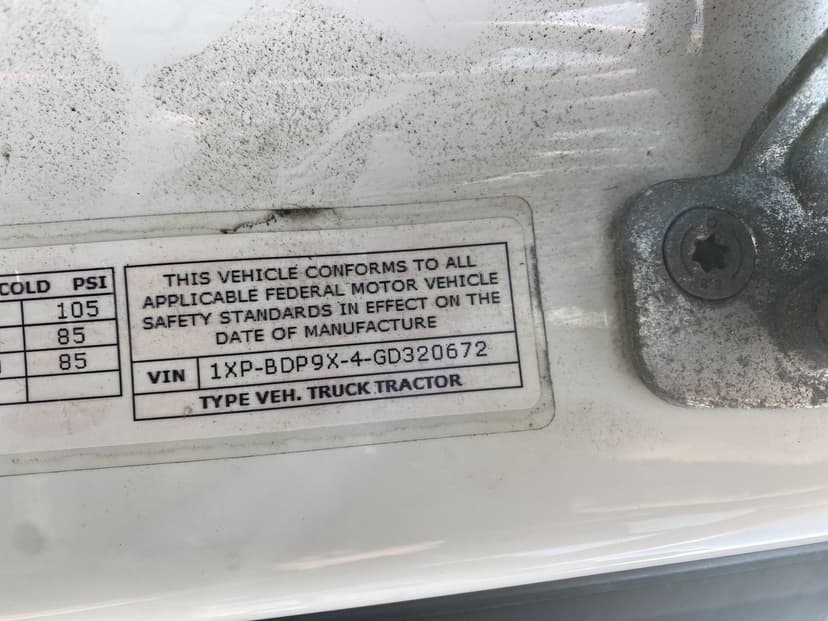 COLD PSI
105
85
85
THIS VEHICLE CONFORMS TO ALL
APPLICABLE FEDERAL MOTOR VEHICLE
SAFETY STANDARDS IN EFFECT ON THE
DATE OF MANUFACTURE
VIN 1XP-BDP9X-4-GD320672
TYPE VEH. TRUCK TRACTOR